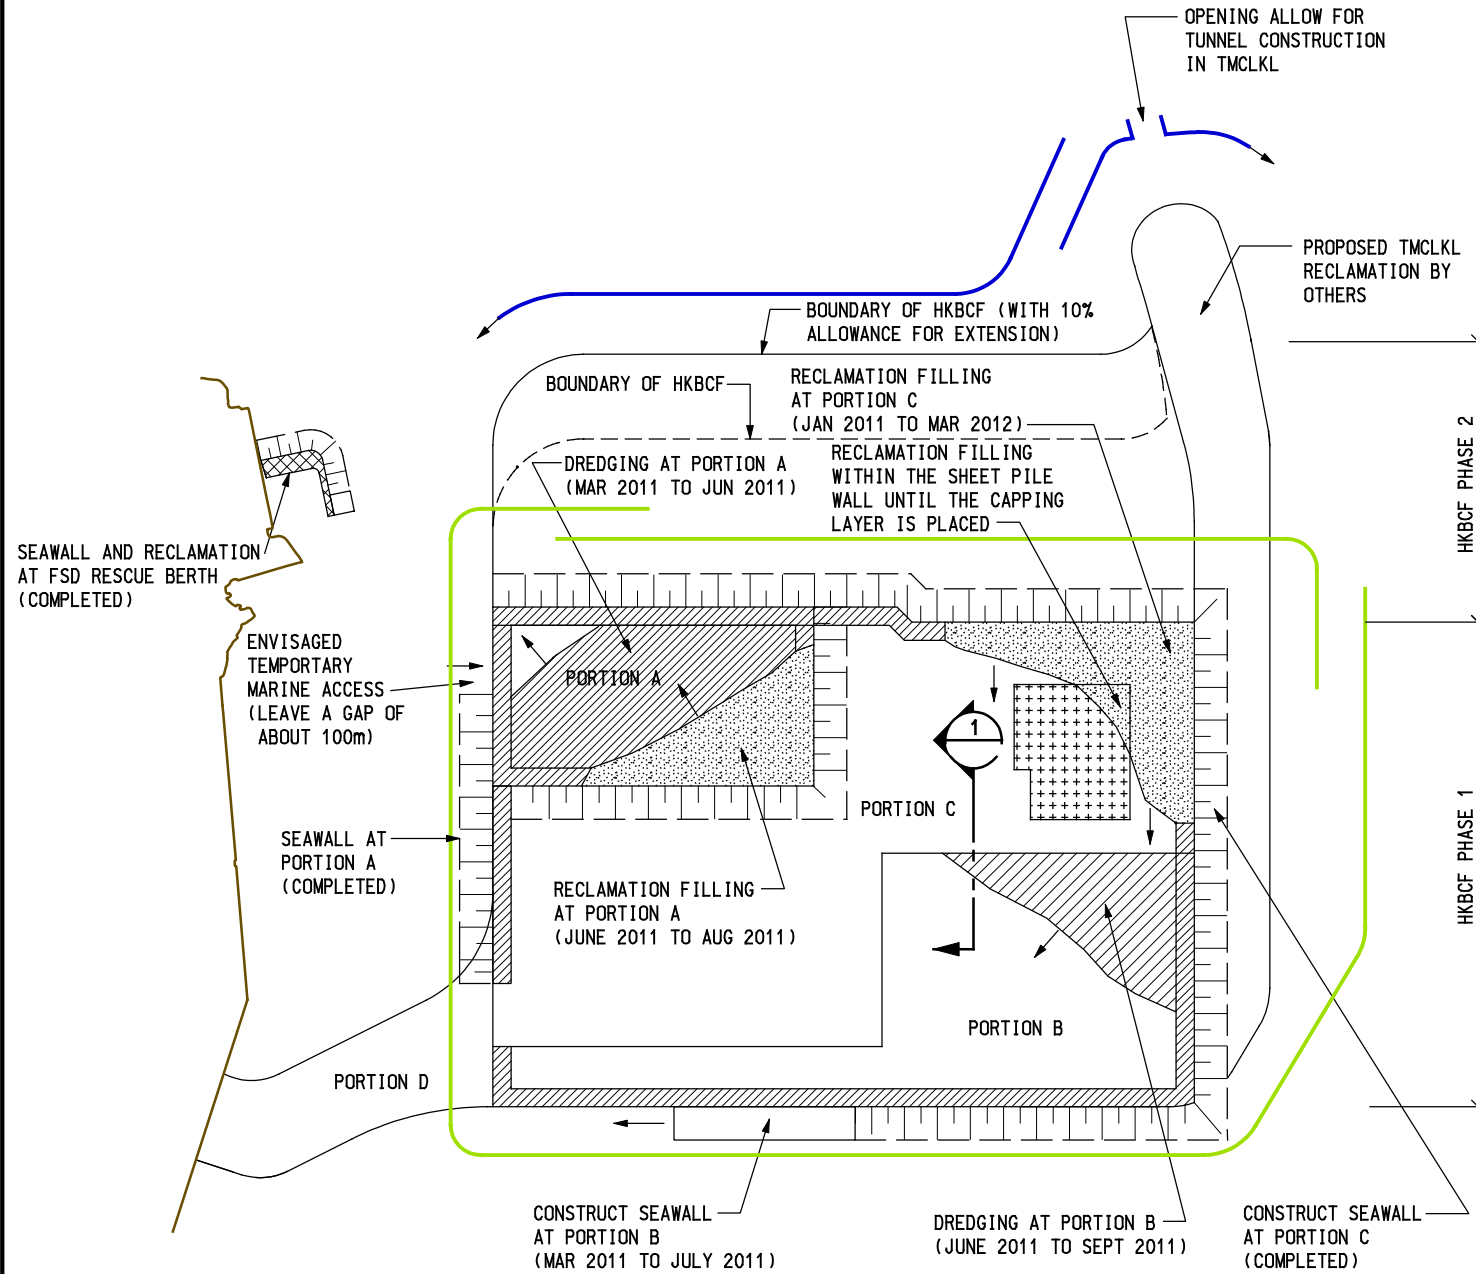 OPENING ALLOW FOR
TUNNEL CONSTRUCTION
IN TMCLKL
PROPOSED TMCLKL
RECLAMATION BY
OTHERS
BOUNDARY OF HKBCF (WITH 10%
ALLOWANCE FOR EXTENSION)
BOUNDARY OF HKBCF
RECLAMATION FILLING
AT PORTION C
(JAN 2011 TO MAR 2012)
DREDGING AT PORTION A
(MAR 2011 TO JUN 2011)
RECLAMATION FILLING
WITHIN THE SHEET PILE
WALL UNTIL THE CAPPING
LAYER IS PLACED
HKBCF PHASE 2
SEAWALL AND RECLAMATION
AT FSD RESCUE BERTH
(COMPLETED)
ENVISAGED
TEMPORTARY
MARINE ACCESS
(LEAVE A GAP OF
ABOUT 100m)
PORTION A
1
PORTION C
HKBCF PHASE 1
SEAWALL AT
PORTION A
(COMPLETED)
RECLAMATION FILLING
AT PORTION A
(JUNE 2011 TO AUG 2011)
PORTION B
PORTION D
CONSTRUCT SEAWALL
AT PORTION B
(MAR 2011 TO JULY 2011)
DREDGING AT PORTION B
(JUNE 2011 TO SEPT 2011)
CONSTRUCT SEAWALL
AT PORTION C
(COMPLETED)